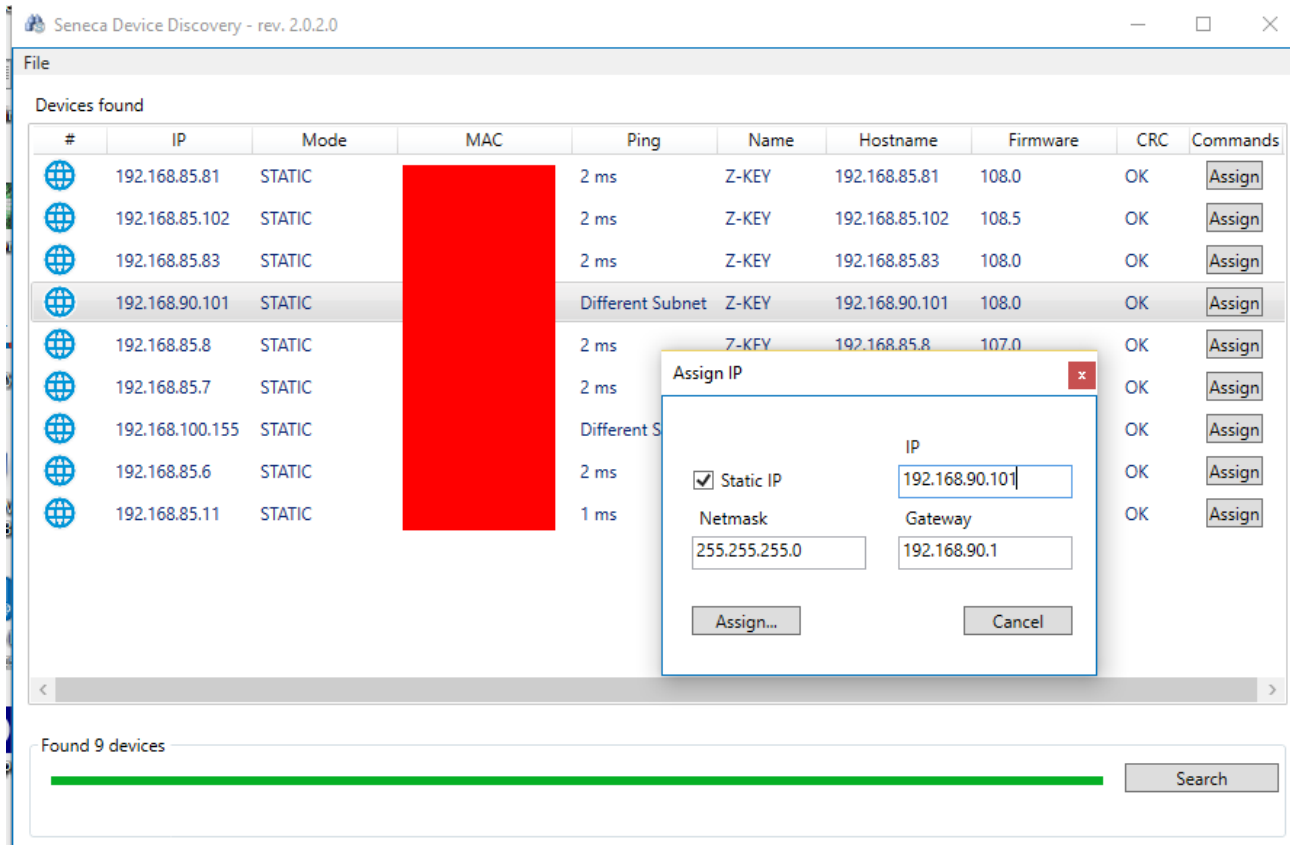 Seneca Device Discovery - rev. 2.0.2.0
File
Devices found
# IP Mode MAC Ping Name Hostname Firmware CRC Commands
192.168.85.81 STATIC 2 ms Z-KEY 192.168.85.81 108.0 OK Assign
192.168.85.102 STATIC 2 ms Z-KEY 192.168.85.102 108.5 OK Assign
192.168.85.83 STATIC 2 ms Z-KEY 192.168.85.83 108.0 OK Assign
192.168.90.101 STATIC Different Subnet Z-KEY 192.168.90.101 108.0 OK Assign
192.168.85.8 STATIC 2 ms Z-KEY 192.168.85.8 107.0 OK Assign
192.168.85.7 STATIC 2 ms OK Assign
192.168.100.155 STATIC Different S OK Assign
192.168.85.6 STATIC 2 ms OK Assign
192.168.85.11 STATIC 1 ms OK Assign
Assign IP
x
IP
Static IP 192.168.90.101
Netmask Gateway
255.255.255.0 192.168.90.1
Assign... Cancel
Found 9 devices
Search